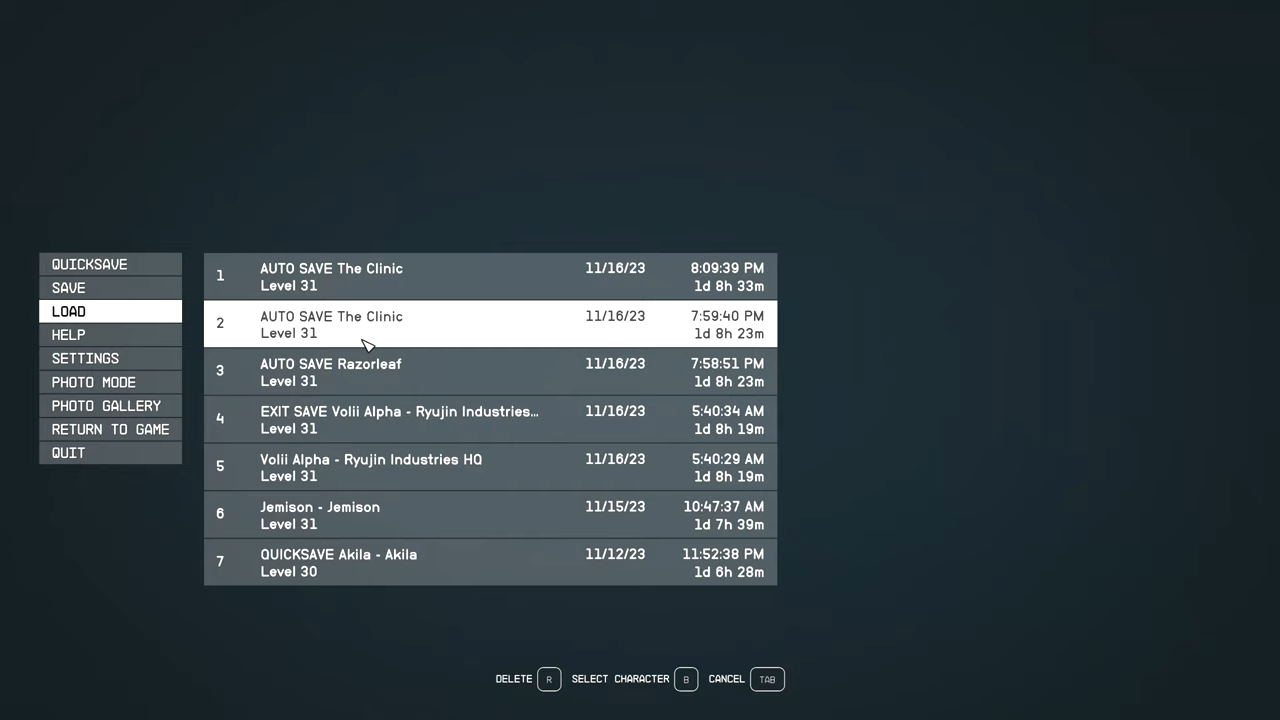 QUICKSAVE
SAVE
LOAD
HELP
SETTINGS
PHOTO MODE
PHOTO GALLERY
RETURN TO GAME
QUIT
1 AUTO SAVE The Clinic 11/16/23 8:09:39 PM
Level 31 1d 8h 33m
2 AUTO SAVE The Clinic 11/16/23 7:59:40 PM
Level 31 1d 8h 23m
3 AUTO SAVE Razorleaf 11/16/23 7:58:51 PM
Level 31 1d 8h 23m
4 EXIT SAVE Volii Alpha - Ryujin Industries... 11/16/23 5:40:34 AM
Level 31 1d 8h 19m
5 Volii Alpha - Ryujin Industries HQ 11/16/23 5:40:29 AM
Level 31 1d 8h 19m
6 Jemison - Jemison 11/15/23 10:47:37 AM
Level 31 1d 7h 39m
7 QUICKSAVE Akila - Akila 11/12/23 11:52:38 PM
Level 30 1d 6h 28m
DELETE R SELECT CHARACTER B CANCEL TAB